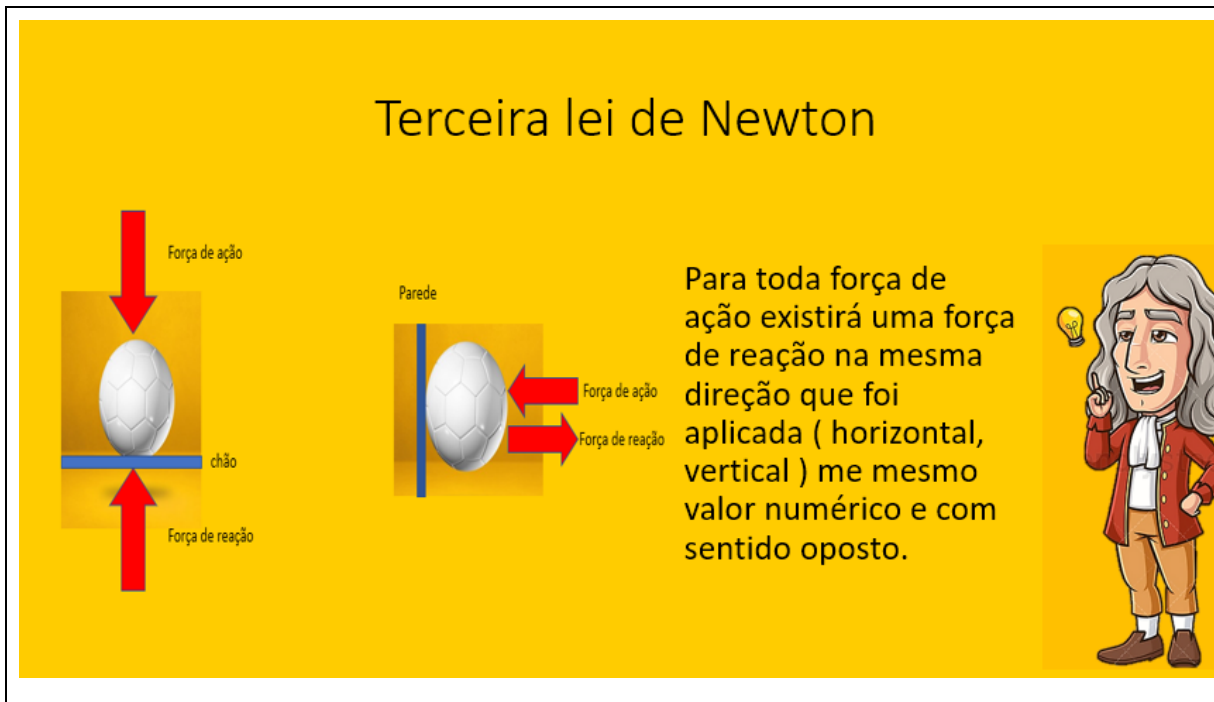 Terceira lei de Newton
Força de ação
chão
Força de reação
Parede
Força de ação
Força de reação
Para toda força de
ação existirá uma força
de reação na mesma
direção que foi
aplicada ( horizontal,
vertical ) me mesmo
valor numérico e com
sentido oposto.